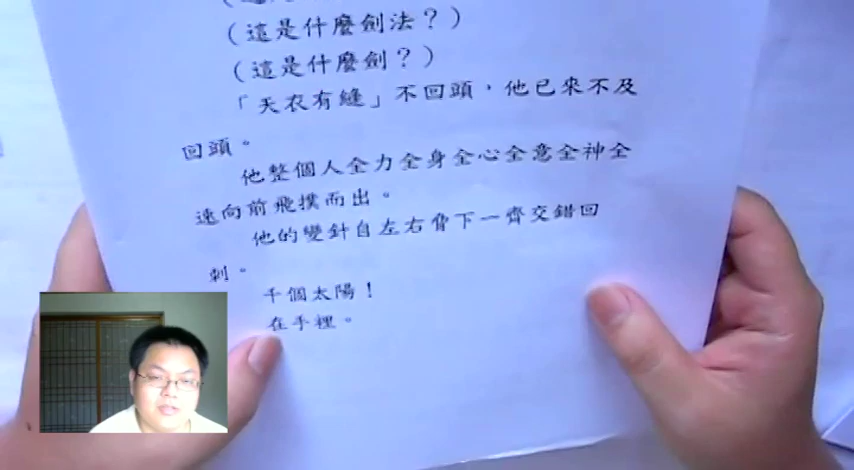 （這是什麼劍法？）
（這是什麼劍？）
「天衣有縫」不回頭，他已來不及
回頭。
他整個人全力全身全心全意全神全
速向前飛撲而出。
他的雙針自左右脅下一齊交錯回
刺。
千個太陽！
在手裡。